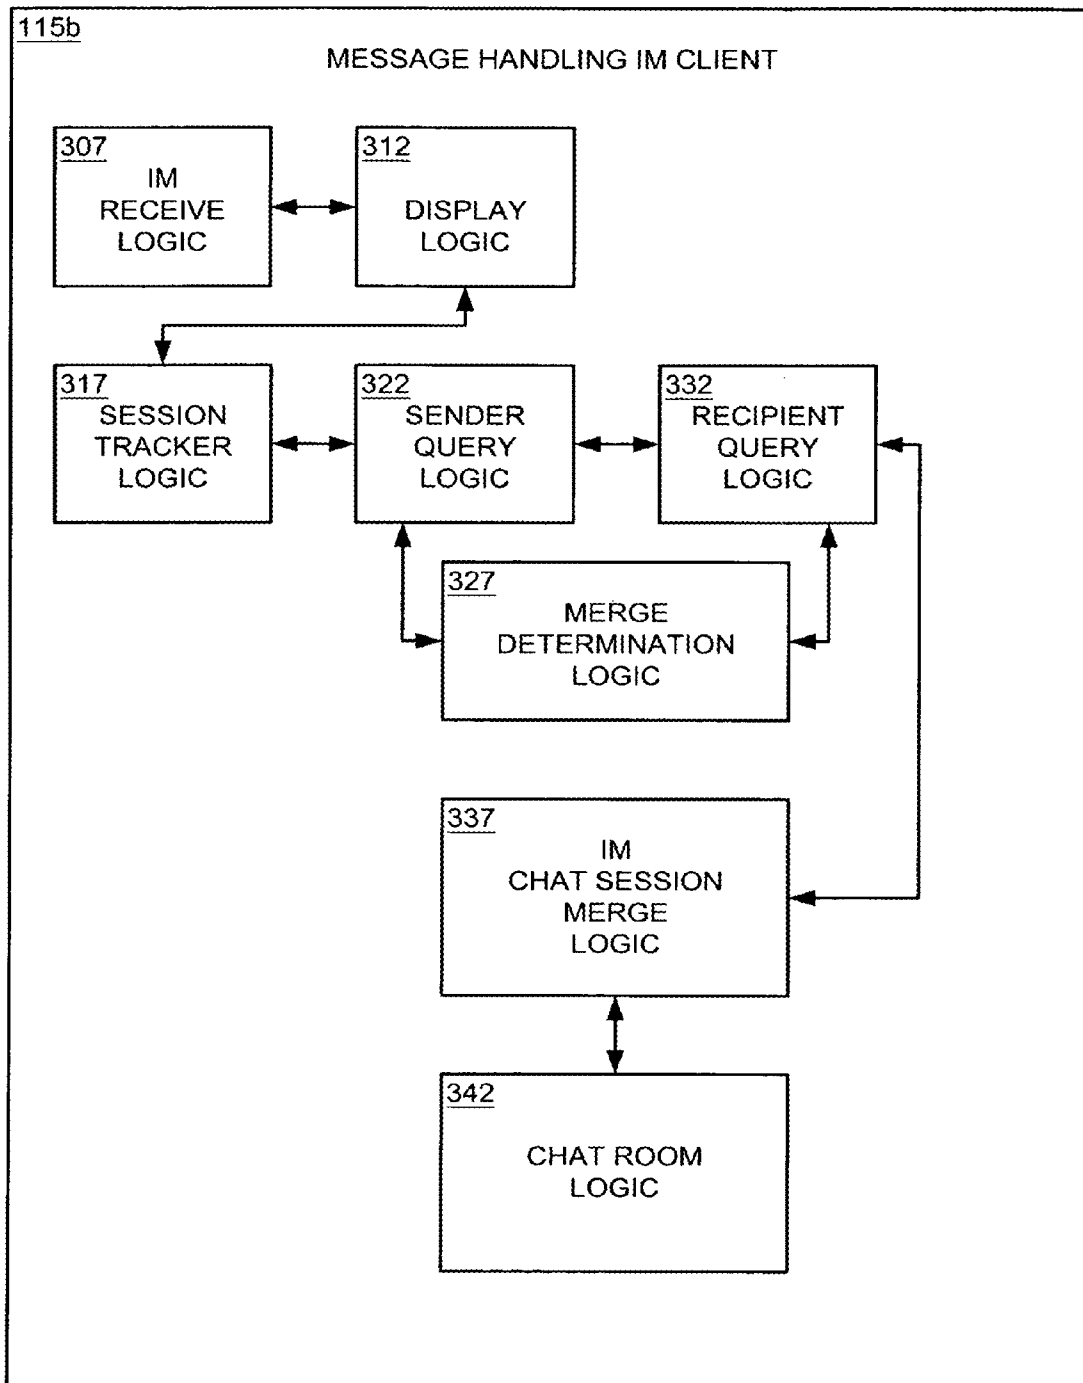 115b
MESSAGE HANDLING IM CLIENT
307
IM
RECEIVE
LOGIC
312
DISPLAY
LOGIC
317
SESSION
TRACKER
LOGIC
322
SENDER
QUERY
LOGIC
332
RECIPIENT
QUERY
LOGIC
327
MERGE
DETERMINATION
LOGIC
337
IM
CHAT SESSION
MERGE
LOGIC
342
CHAT ROOM
LOGIC